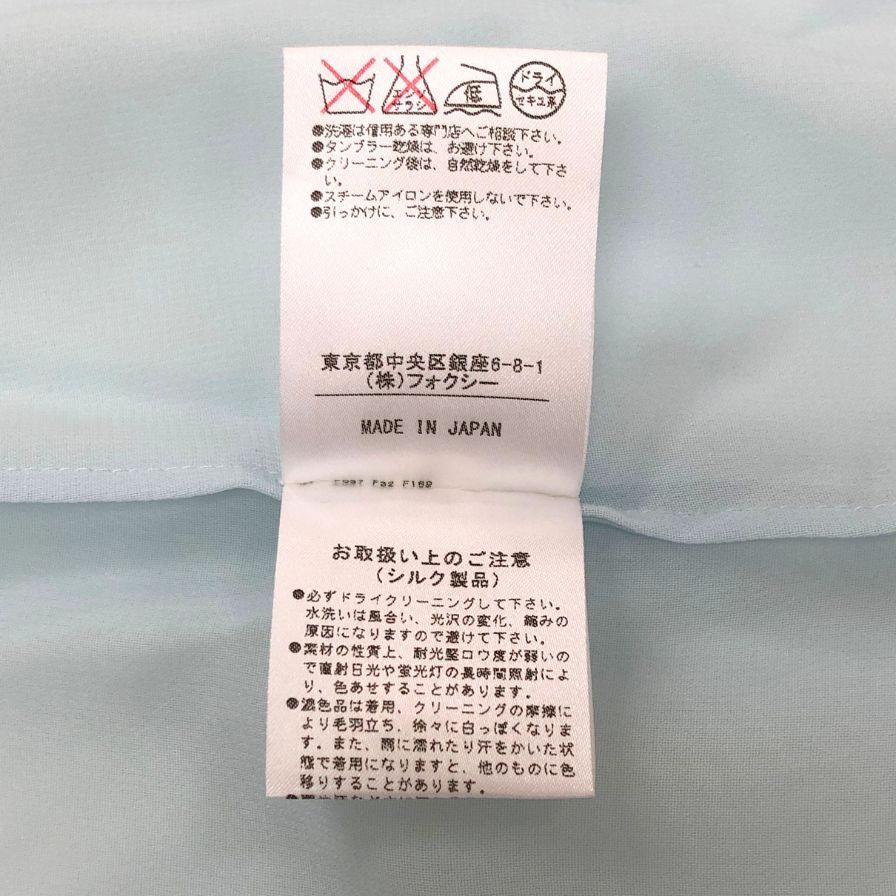 エンソ
サラシ
低
ドライ
セキユ系
●洗濯は信用ある専門店へご相談下さい。
●タンブラー乾燥は、お避け下さい。
●クリーニング後は、自然乾燥をして下さ
い。
●スチームアイロンを使用しないで下さい。
●引っかけに、ご注意下さい。
東京都中央区銀座6-8-1
(株)フォクシー
MADE IN JAPAN
お取扱い上のご注意
(シルク製品)
●必ずドライクリーニングして下さい。
水洗いは風合い、光沢の変化、縮みの
原因になりますので避けて下さい。
●素材の性質上、耐光堅ロウ度が弱いの
で直射日光や蛍光灯の長時間照射によ
り、色あせすることがあります。
●濃色品は着用、クリーニングの摩擦に
より毛羽立ち、徐々に白っぽくなりま
す。また、雨に濡れたり汗をかいた状
態で着用になりますと、他のものに色
移りすることがあります。